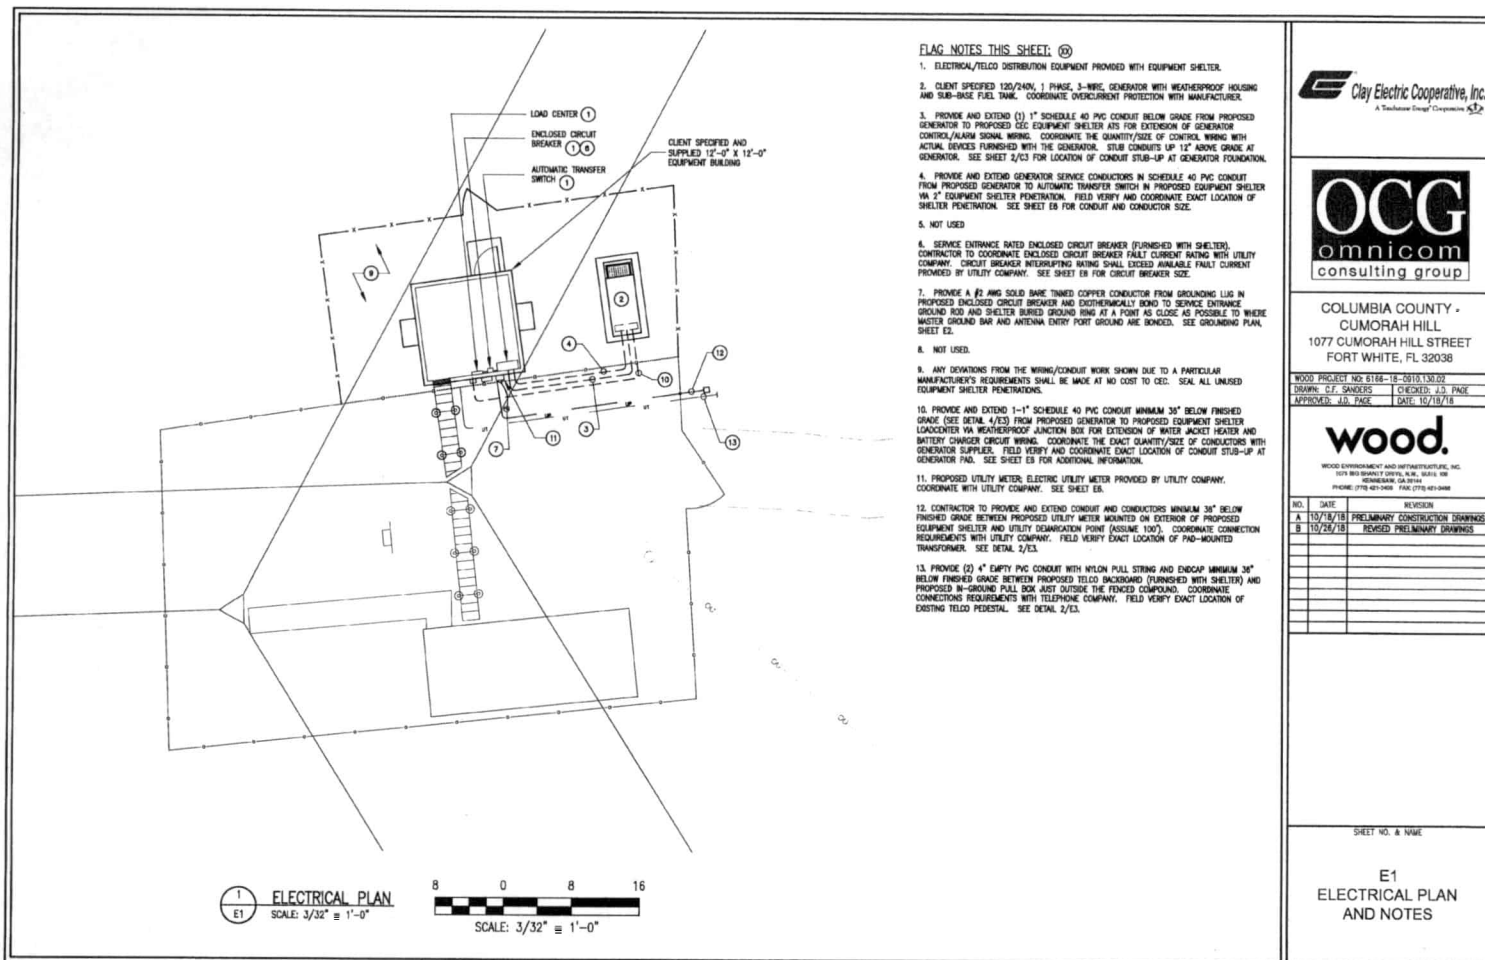 FLAG NOTES THIS SHEET: XX
1. ELECTRICAL/TELCO DISTRIBUTION EQUIPMENT PROVIDED WITH EQUIPMENT SHELTER.
2. CLIENT SPECIFIED 120/240V, 1 PHASE, 3-WIRE, GENERATOR WITH WEATHERPROOF HOUSING
AND SUB-BASE FUEL TANK. COORDINATE OVERCURRENT PROTECTION WITH MANUFACTURER.
3. PROVIDE AND EXTEND (1) 1" SCHEDULE 40 PVC CONDUIT BELOW GRADE FROM PROPOSED
GENERATOR TO PROPOSED CEC EQUIPMENT SHELTER ATS FOR EXTENSION OF GENERATOR
CONTROL/ALARM SIGNAL WIRING. COORDINATE THE QUANTITY/SIZE OF CONTROL WIRING WITH
ACTUAL DEVICES FURNISHED WITH THE GENERATOR. STUB CONDUITS UP 12" ABOVE GRADE AT
GENERATOR. SEE SHEET 2/C3 FOR LOCATION OF CONDUIT STUB-UP AT GENERATOR FOUNDATION.
4. PROVIDE AND EXTEND GENERATOR SERVICE CONDUCTORS IN SCHEDULE 40 PVC CONDUIT
FROM PROPOSED GENERATOR TO AUTOMATIC TRANSFER SWITCH IN PROPOSED EQUIPMENT SHELTER
VIA 2" EQUIPMENT SHELTER PENETRATION. FIELD VERIFY AND COORDINATE EXACT LOCATION OF
SHELTER PENETRATION. SEE SHEET E8 FOR CONDUIT AND CONDUCTOR SIZE.
5. NOT USED
6. SERVICE ENTRANCE RATED ENCLOSED CIRCUIT BREAKER (FURNISHED WITH SHELTER).
CONTRACTOR TO COORDINATE ENCLOSED CIRCUIT BREAKER FAULT CURRENT RATING WITH UTILITY
COMPANY. CIRCUIT BREAKER INTERRUPTING RATING SHALL EXCEED AVAILABLE FAULT CURRENT
PROVIDED BY UTILITY COMPANY. SEE SHEET E8 FOR CIRCUIT BREAKER SIZE.
7. PROVIDE A #2 AWG SOLID BARE TINNED COPPER CONDUCTOR FROM GROUNDING LUG IN
PROPOSED ENCLOSED CIRCUIT BREAKER AND EXOTHERMICALLY BOND TO SERVICE ENTRANCE
GROUND ROD AND SHELTER BURIED GROUND RING AT A POINT AS CLOSE AS POSSIBLE TO WHERE
MASTER GROUND BAR AND ANTENNA ENTRY PORT GROUND ARE BONDED. SEE GROUNDING PLAN,
SHEET E2.
8. NOT USED.
9. ANY DEVIATIONS FROM THE WIRING/CONDUIT WORK SHOWN DUE TO A PARTICULAR
MANUFACTURER'S REQUIREMENTS SHALL BE MADE AT NO COST TO CEC. SEAL ALL UNUSED
EQUIPMENT SHELTER PENETRATIONS.
10. PROVIDE AND EXTEND 1-1" SCHEDULE 40 PVC CONDUIT MINIMUM 36" BELOW FINISHED
GRADE (SEE DETAIL 4/E3) FROM PROPOSED GENERATOR TO PROPOSED EQUIPMENT SHELTER
LOADCENTER VIA WEATHERPROOF JUNCTION BOX FOR EXTENSION OF WATER JACKET HEATER AND
BATTERY CHARGER CIRCUIT WIRING. COORDINATE THE EXACT QUANTITY/SIZE OF CONDUCTORS WITH
GENERATOR SUPPLIER. FIELD VERIFY AND COORDINATE EXACT LOCATION OF CONDUIT STUB-UP AT
GENERATOR PAD. SEE SHEET E8 FOR ADDITIONAL INFORMATION.
11. PROPOSED UTILITY METER; ELECTRIC UTILITY METER PROVIDED BY UTILITY COMPANY.
COORDINATE WITH UTILITY COMPANY. SEE SHEET E6.
12. CONTRACTOR TO PROVIDE AND EXTEND CONDUIT AND CONDUCTORS MINIMUM 36" BELOW
FINISHED GRADE BETWEEN PROPOSED UTILITY METER MOUNTED ON EXTERIOR OF PROPOSED
EQUIPMENT SHELTER AND UTILITY DEMARCATION POINT (ASSUME 100'). COORDINATE CONNECTION
REQUIREMENTS WITH UTILITY COMPANY. FIELD VERIFY EXACT LOCATION OF PAD-MOUNTED
TRANSFORMER. SEE DETAIL 2/E3.
13. PROVIDE (2) 4" EMPTY PVC CONDUIT WITH NYLON PULL STRING AND ENDCAP MINIMUM 36"
BELOW FINISHED GRADE BETWEEN PROPOSED TELCO BACKBOARD (FURNISHED WITH SHELTER) AND
PROPOSED IN-GROUND PULL BOX JUST OUTSIDE THE FENCED COMPOUND. COORDINATE
CONNECTIONS REQUIREMENTS WITH TELEPHONE COMPANY. FIELD VERIFY EXACT LOCATION OF
EXISTING TELCO PEDESTAL. SEE DETAIL 2/E3.
LOAD CENTER 1
ENCLOSED CIRCUIT
BREAKER 1 6
AUTOMATIC TRANSFER
SWITCH 1
CLIENT SPECIFIED AND
SUPPLIED 12'-0" X 12'-0"
EQUIPMENT BUILDING
9
2
4
12
10
3
11
7
13
UT
UP
UT
UP
UT
1
E1
ELECTRICAL PLAN
SCALE: 3/32" = 1'-0"
8 0 8 16
SCALE: 3/32" = 1'-0"
Clay Electric Cooperative, Inc.
A Touchstone Energy Cooperative
OCG
omnicom
consulting group
COLUMBIA COUNTY -
CUMORAH HILL
1077 CUMORAH HILL STREET
FORT WHITE, FL 32038
WOOD PROJECT NO: 6166-18-0910.130.02
DRAWN: C.F. SANDERS CHECKED: J.D. PAGE
APPROVED: J.D. PAGE DATE: 10/18/18
wood.
WOOD ENVIRONMENT AND INFRASTRUCTURE, INC.
KENNESAW, GA 30144
NO. DATE REVISION
A 10/18/18 PRELIMINARY CONSTRUCTION DRAWINGS
B 10/26/18 REVISED PRELIMINARY DRAWINGS
SHEET NO. & NAME
E1
ELECTRICAL PLAN
AND NOTES